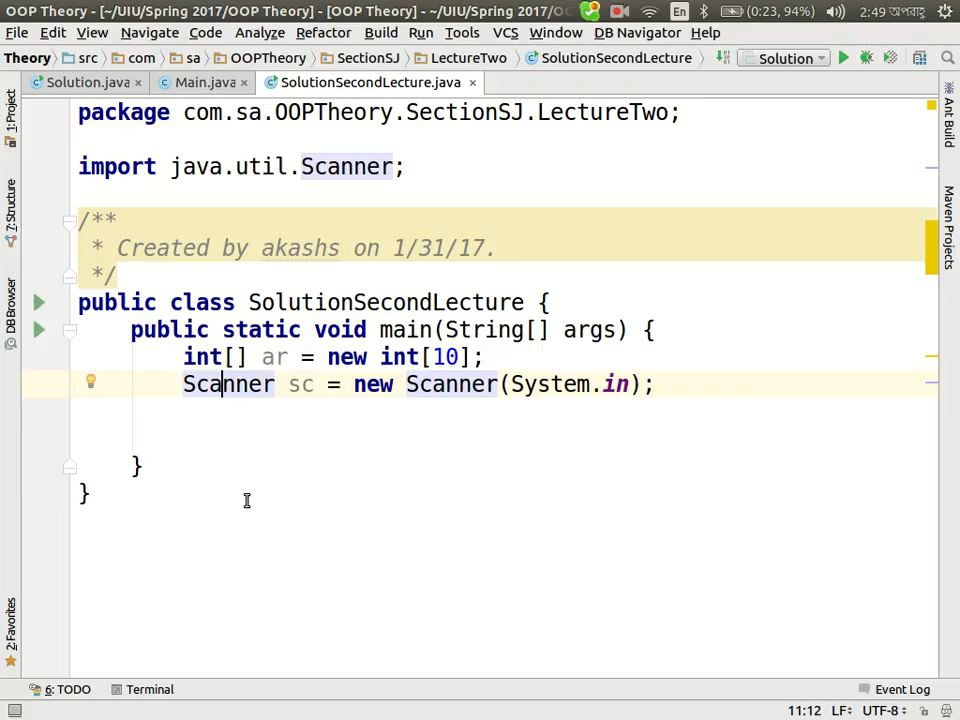 OOP Theory - [~/UIU/Spring 2017/OOP Theory] - [OOP Theory] - ~/UIU/Spring 2017/
En (0:23, 94%) 2:49 অপরাহ্ণ
File Edit View Navigate Code Analyze Refactor Build Run Tools VCS Window DB Navigator Help
Theory src com sa OOPTheory SectionSJ LectureTwo SolutionSecondLecture Solution
Solution.java × Main.java × SolutionSecondLecture.java ×
1: Project
7: Structure
DB Browser
2: Favorites
package com.sa.OOPTheory.SectionSJ.LectureTwo;
import java.util.Scanner;
/**
* Created by akashs on 1/31/17.
*/
public class SolutionSecondLecture {
public static void main(String[] args) {
int[] ar = new int[10];
Scanner sc = new Scanner(System.in);
}
}
Ant Build
Maven Projects
6: TODO Terminal Event Log
11:12 LF÷ UTF-8÷